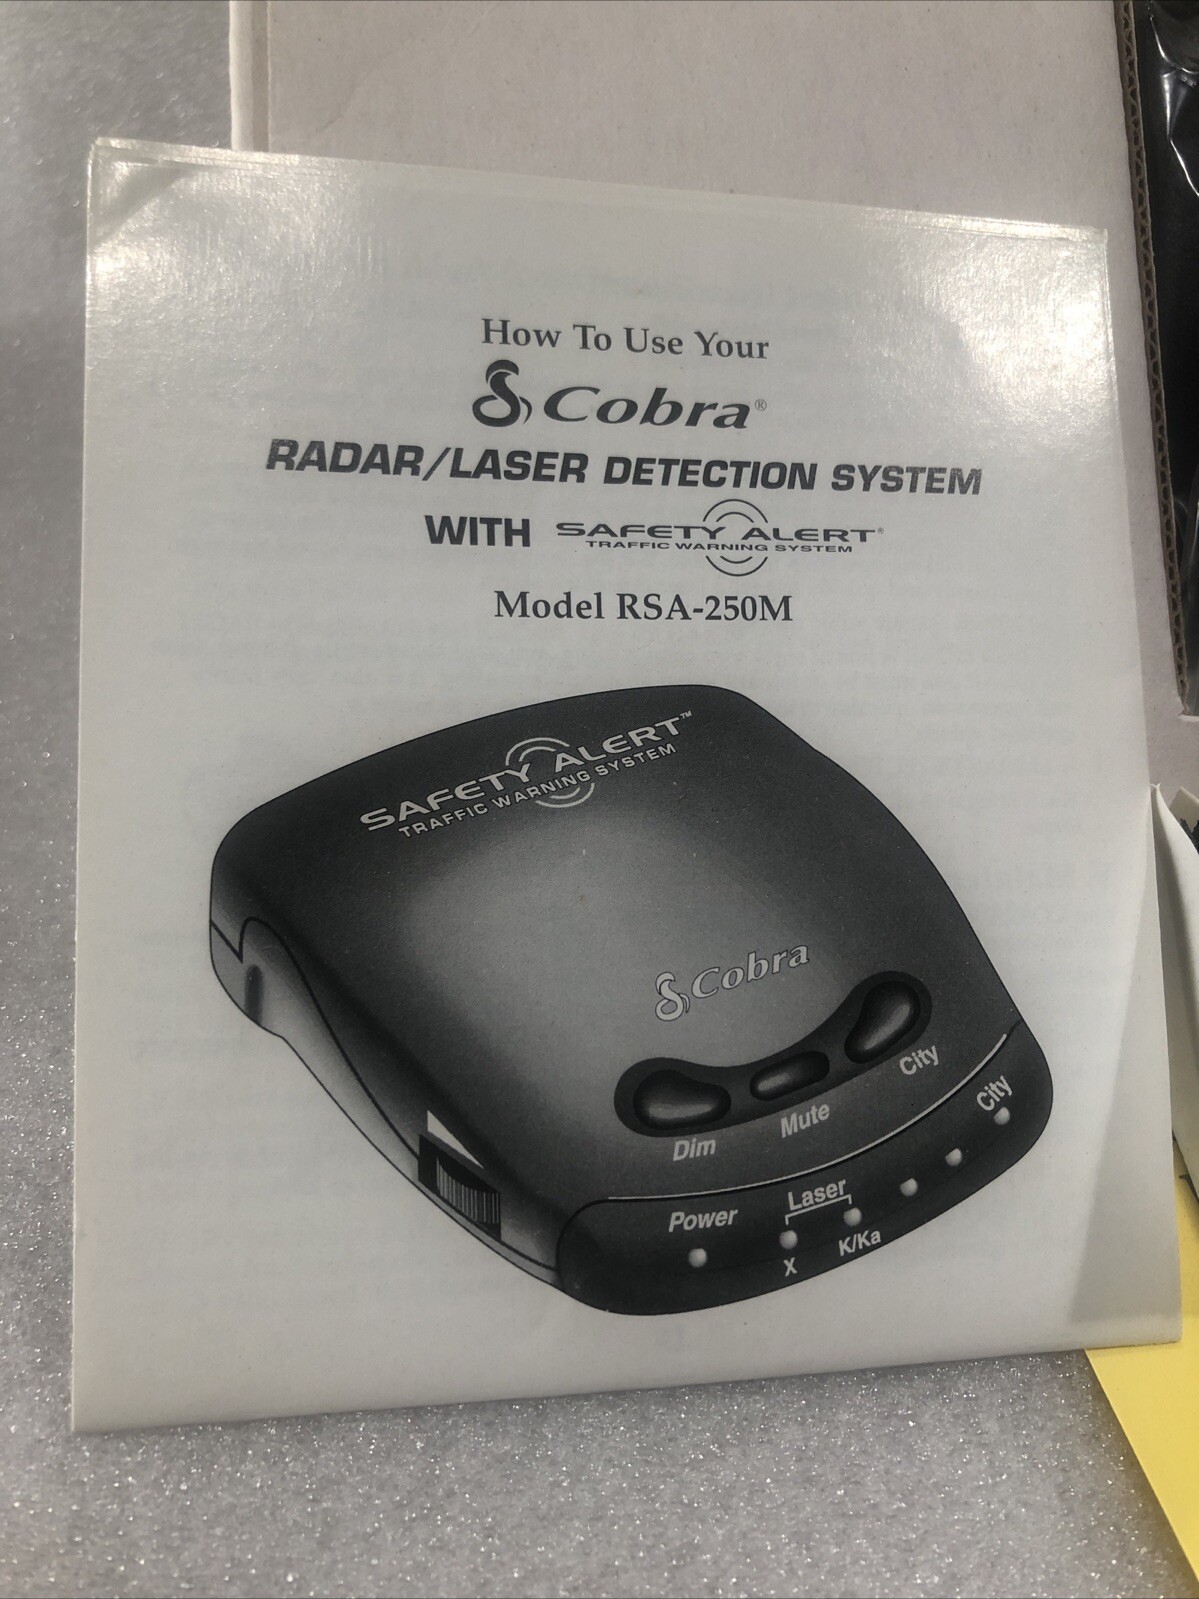 How To Use Your
Cobra®
RADAR/LASER DETECTION SYSTEM
WITH SAFETY ALERT®
TRAFFIC WARNING SYSTEM
Model RSA-250M
SAFETY ALERT™
TRAFFIC WARNING SYSTEM
Cobra
Dim Mute City
Power Laser City
X K/Ka